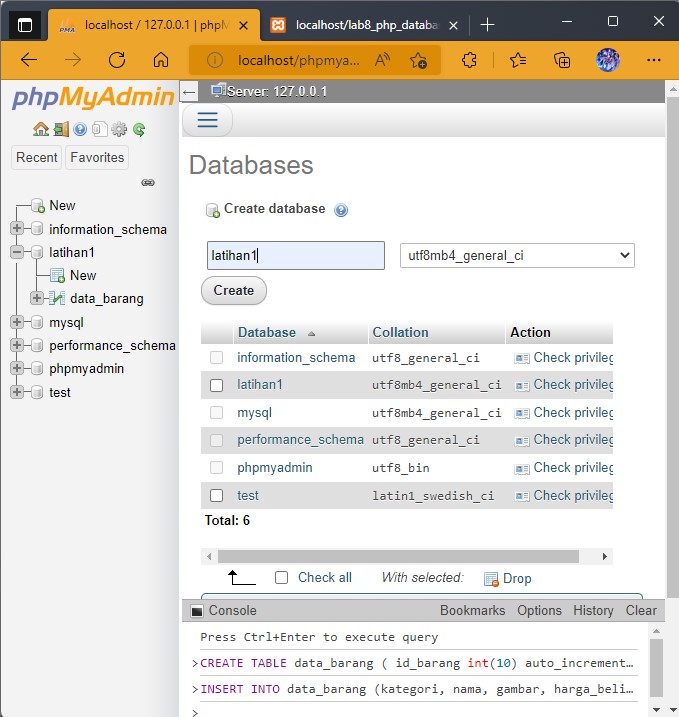 localhost / 127.0.0.1 | phpM
localhost/lab8_php_databa
localhost/phpmya...
phpMyAdmin
Recent
Favorites
New
information_schema
latihan1
New
data_barang
mysql
performance_schema
phpmyadmin
test
Server: 127.0.0.1
Databases
Create database
latihan1
utf8mb4_general_ci
Create
Database Collation Action
information_schema utf8_general_ci Check privileg
latihan1 utf8mb4_general_ci Check privileg
mysql utf8mb4_general_ci Check privileg
performance_schema utf8_general_ci Check privileg
phpmyadmin utf8_bin Check privileg
test latin1_swedish_ci Check privileg
Total: 6
Check all With selected: Drop
Console Bookmarks Options History Clear
Press Ctrl+Enter to execute query
>CREATE TABLE data_barang ( id_barang int(10) auto_increment…
>INSERT INTO data_barang (kategori, nama, gambar, harga_beli…
>